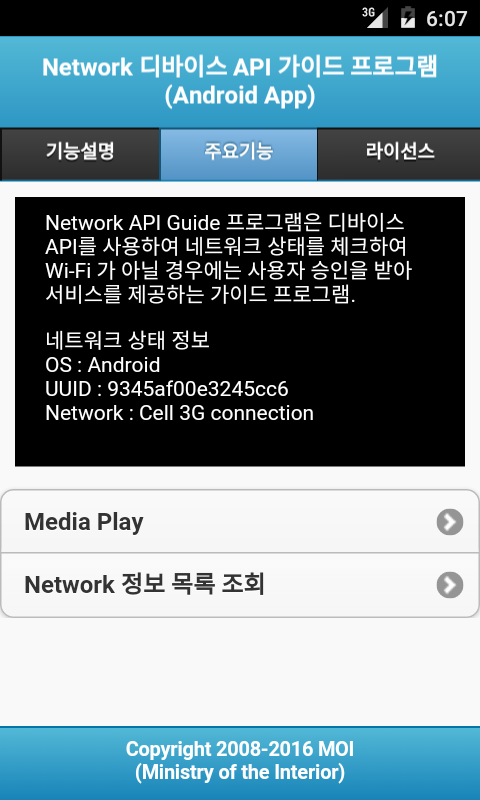 3G 6:07
Network 디바이스 API 가이드 프로그램
(Android App)
기능설명 주요기능 라이선스
Network API Guide 프로그램은 디바이스
API를 사용하여 네트워크 상태를 체크하여
Wi-Fi 가 아닐 경우에는 사용자 승인을 받아
서비스를 제공하는 가이드 프로그램.
네트워크 상태 정보
OS : Android
UUID : 9345af00e3245cc6
Network : Cell 3G connection
Media Play
Network 정보 목록 조회
Copyright 2008-2016 MOI
(Ministry of the Interior)